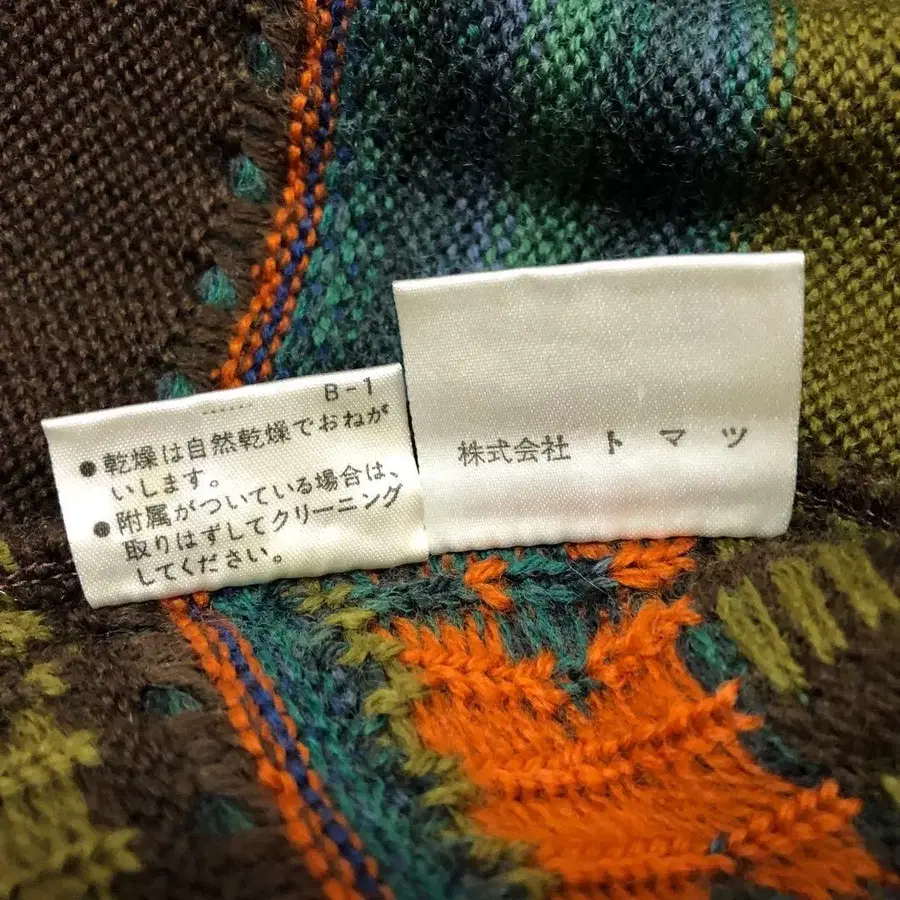 B-1
●乾燥は自然乾燥でおねが
いします。
●附属がついている場合は、
取りはずしてクリーニング
してください。
株式会社 トマツ